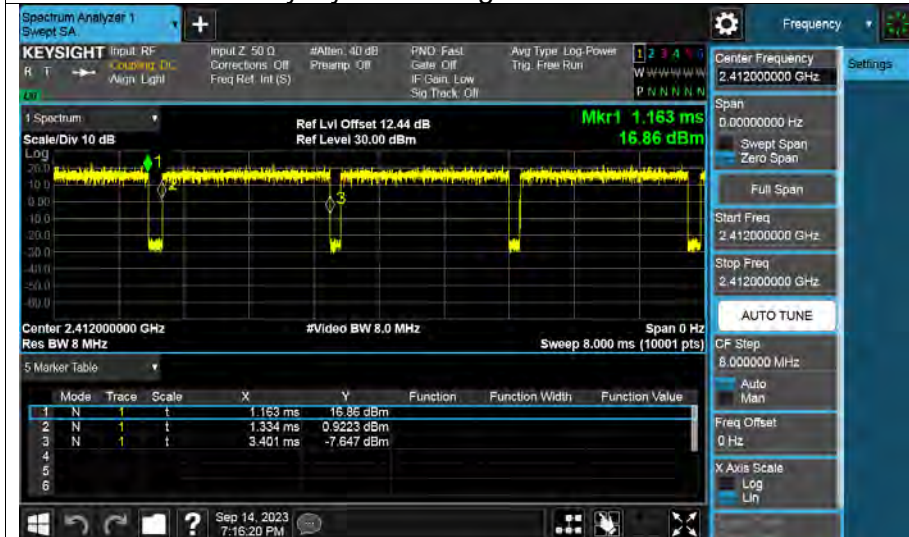 Spectrum Analyzer 1
Swept SA
+
Frequency
KEYSIGHT
R T
Input: RF
Coupling: DC
Align: Light
Input Z: 50 Ω
Corrections: Off
Freq Ref: Int (S)
#Atten: 40 dB
Preamp: Off
PNO: Fast
Gate: Off
IF Gain: Low
Sig Track: Off
Avg Type: Log-Power
Trig: Free Run
1 2 3 4 5 6
W W W W W W
P N N N N N
Settings
1 Spectrum
Scale/Div 10 dB
Ref Lvl Offset 12.44 dB
Ref Level 30.00 dBm
Mkr1 1.163 ms
16.86 dBm
Log
20.0
10.0
0.00
-10.0
-20.0
-30.0
-40.0
-50.0
-60.0
1
2
3
Center 2.412000000 GHz
Res BW 8 MHz
#Video BW 8.0 MHz
Span 0 Hz
Sweep 8.000 ms (10001 pts)
5 Marker Table
Mode Trace Scale X Y Function Function Width Function Value
1 N 1 t 1.163 ms 16.86 dBm
2 N 1 t 1.334 ms 0.9223 dBm
3 N 1 t 3.401 ms -7.647 dBm
4
5
6
Center Frequency
2.412000000 GHz
Span
0.00000000 Hz
Swept Span
Zero Span
Full Span
Start Freq
2.412000000 GHz
Stop Freq
2.412000000 GHz
AUTO TUNE
CF Step
8.000000 MHz
Auto
Man
Freq Offset
0 Hz
X Axis Scale
Log
Lin
?
Sep 14, 2023
7:16:20 PM